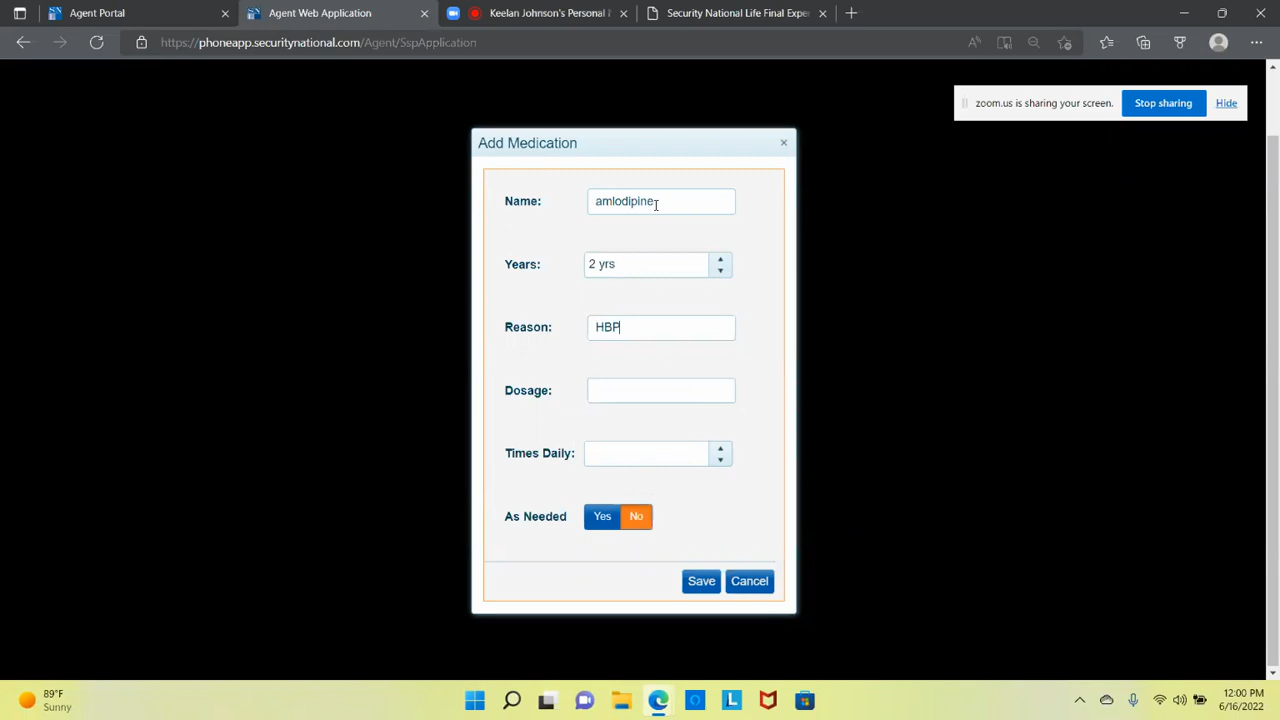 Agent Portal
Agent Web Application
Keelan Johnson's Personal
Security National Life Final Expe
https://phoneapp.securitynational.com/Agent/SspApplication
zoom.us is sharing your screen.
Stop sharing
Hide
Add Medication
Name:
amlodipine
Years:
2 yrs
Reason:
HBP
Dosage:
Times Daily:
As Needed
Yes
No
Save
Cancel
89°F
Sunny
12:00 PM
6/16/2022